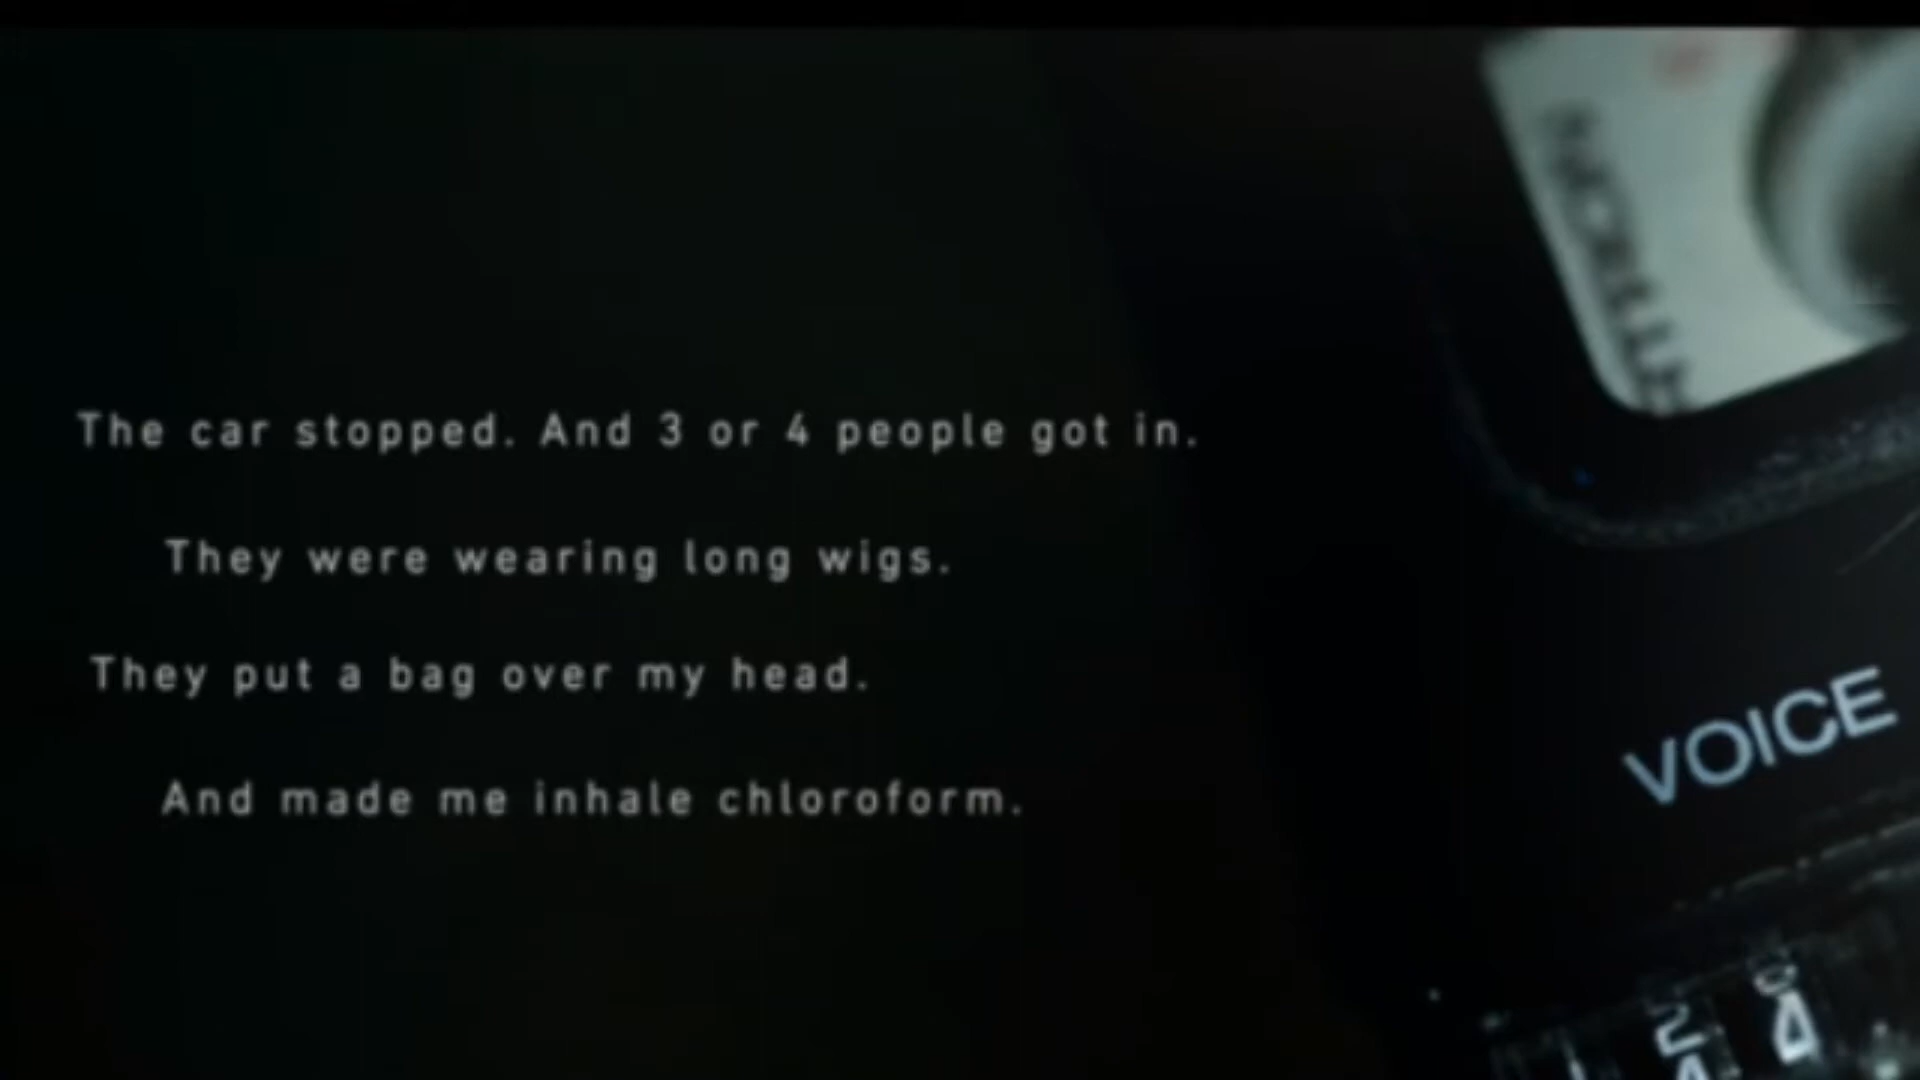 The car stopped. And 3 or 4 people got in.
They were wearing long wigs.
They put a bag over my head.
And made me inhale chloroform.
VOICE